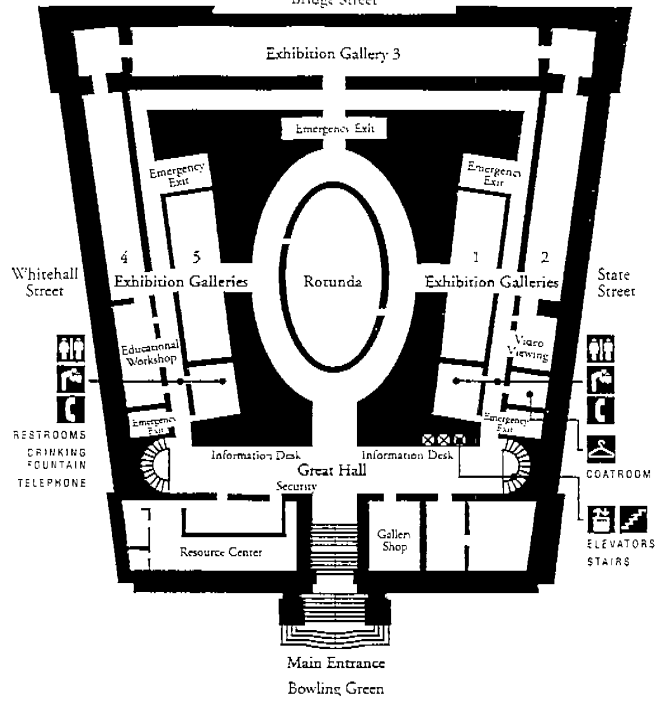 Bridge Street
Exhibition Gallery 3
Emergency Exit
Emergency
Exit
Emergency
Exit
4
5
1
2
Whitehall
Street
Exhibition Galleries
Rotunda
Exhibition Galleries
State
Street
Educational
Workshop
Video
Viewing
Emergency
Exit
Emergency
Exit
RESTROOMS
DRINKING
FOUNTAIN
TELEPHONE
Information Desk
Information Desk
Great Hall
Security
COATROOM
Resource Center
Gallery
Shop
ELEVATORS
STAIRS
Main Entrance
Bowling Green